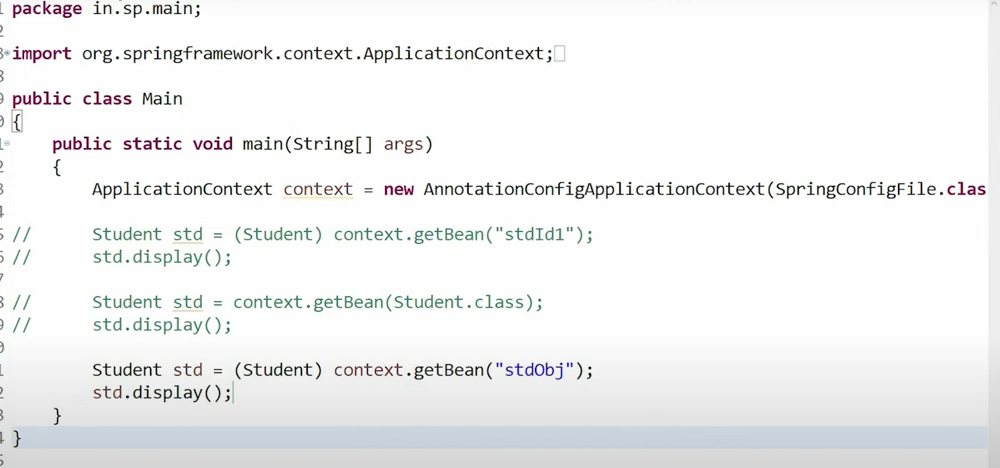 package in.sp.main;
import org.springframework.context.ApplicationContext;
public class Main
{
public static void main(String[] args)
{
ApplicationContext context = new AnnotationConfigApplicationContext(SpringConfigFile.clas
// Student std = (Student) context.getBean("stdId1");
// std.display();
// Student std = context.getBean(Student.class);
// std.display();
Student std = (Student) context.getBean("stdObj");
std.display();
}
}